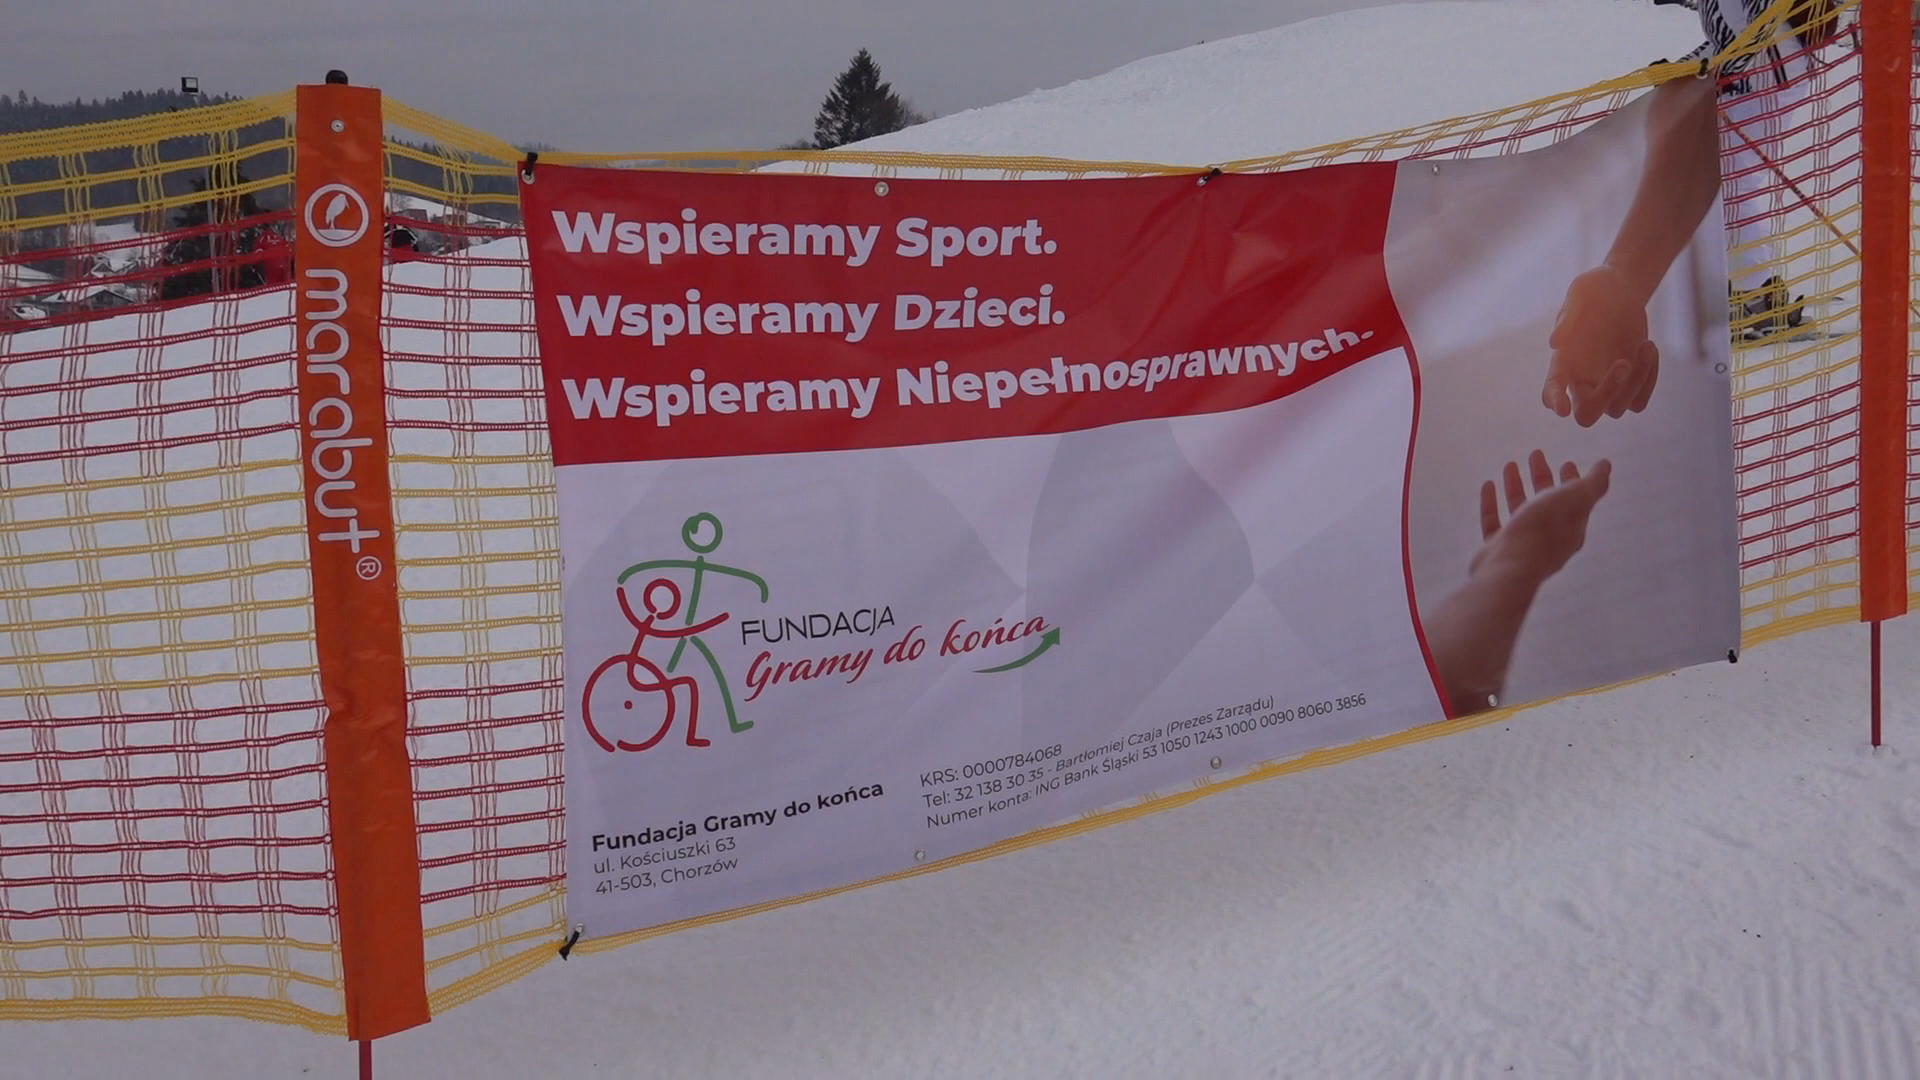 marabut®
Wspieramy Sport.
Wspieramy Dzieci.
Wspieramy Niepełnosprawnych.
FUNDACJA
Gramy do końca
Fundacja Gramy do końca
ul. Kościuszki 63
41-503, Chorzów
KRS: 0000784068
Tel: 32 138 30 35 - Bartłomiej Czaja (Prezes Zarządu)
Numer konta: ING Bank Śląski 53 1050 1243 1000 0090 8060 3856